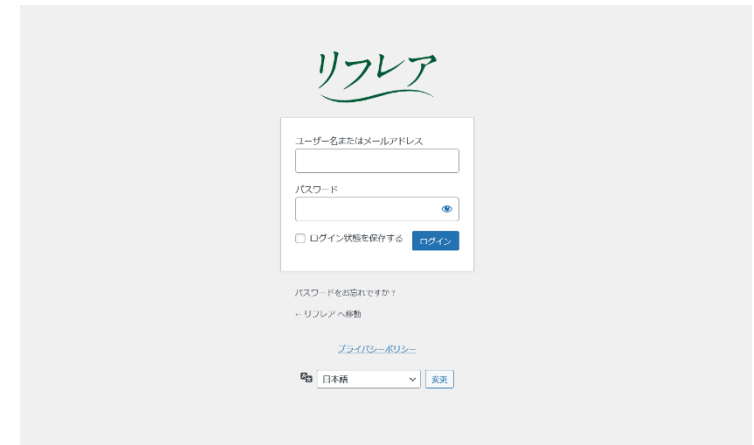 リフレア
ユーザー名またはメールアドレス
パスワード
ログイン状態を保存する ログイン
パスワードをお忘れですか ?
← リフレア へ移動
プライバシーポリシー
日本語 変更